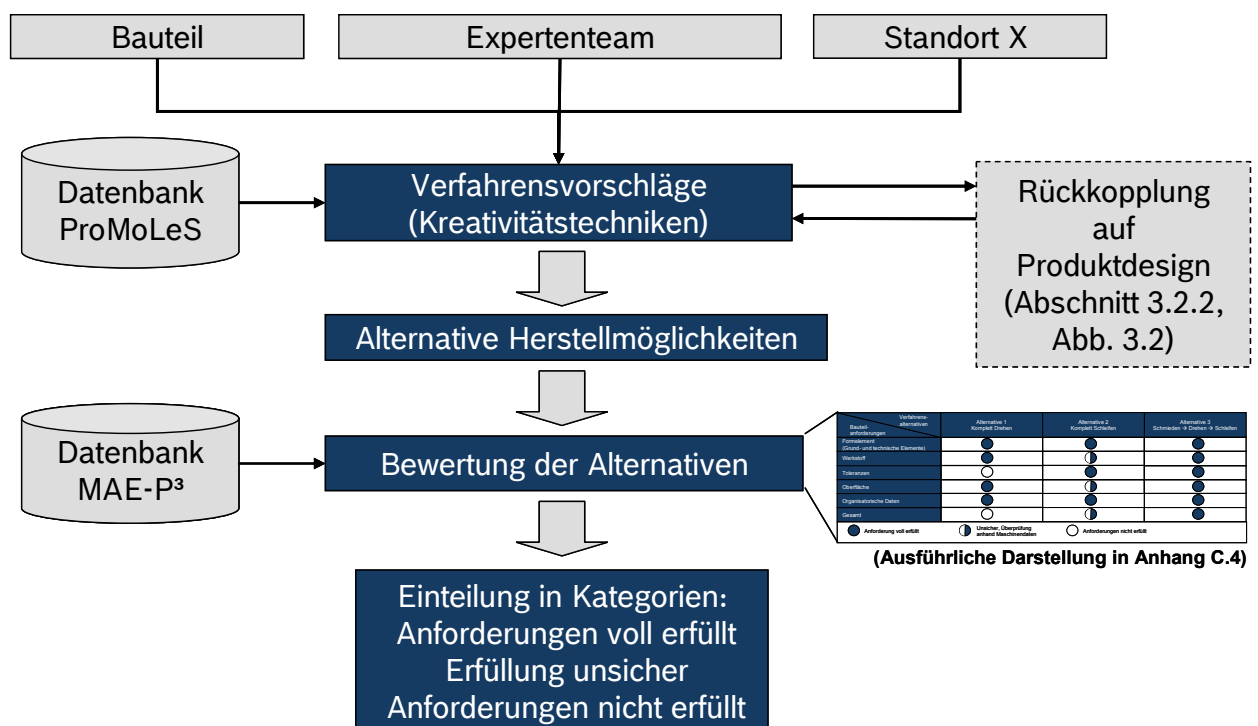 Bauteil
Expertenteam
Standort X
Datenbank
ProMoLeS
Verfahrensvorschläge
(Kreativitätstechniken)
Rückkopplung
auf
Produktdesign
(Abschnitt 3.2.2,
Abb. 3.2)
Alternative Herstellmöglichkeiten
Datenbank
MAE-P³
Bewertung der Alternativen
Verfahrens-
alternativen
Bauteil-
anforderungen
Alternative 1
Komplett Drehen
Alternative 2
Komplett Schleifen
Alternative 3
Schmieden → Drehen → Schleifen
Formelement
(Grund- und technische Elemente)
Werkstoff
Toleranzen
Oberfläche
Organisatorische Daten
Gesamt
Anforderung voll erfüllt
Unsicher, Überprüfung
anhand Maschinendaten
Anforderungen nicht erfüllt
(Ausführliche Darstellung in Anhang C.4)
Einteilung in Kategorien:
Anforderungen voll erfüllt
Erfüllung unsicher
Anforderungen nicht erfüllt